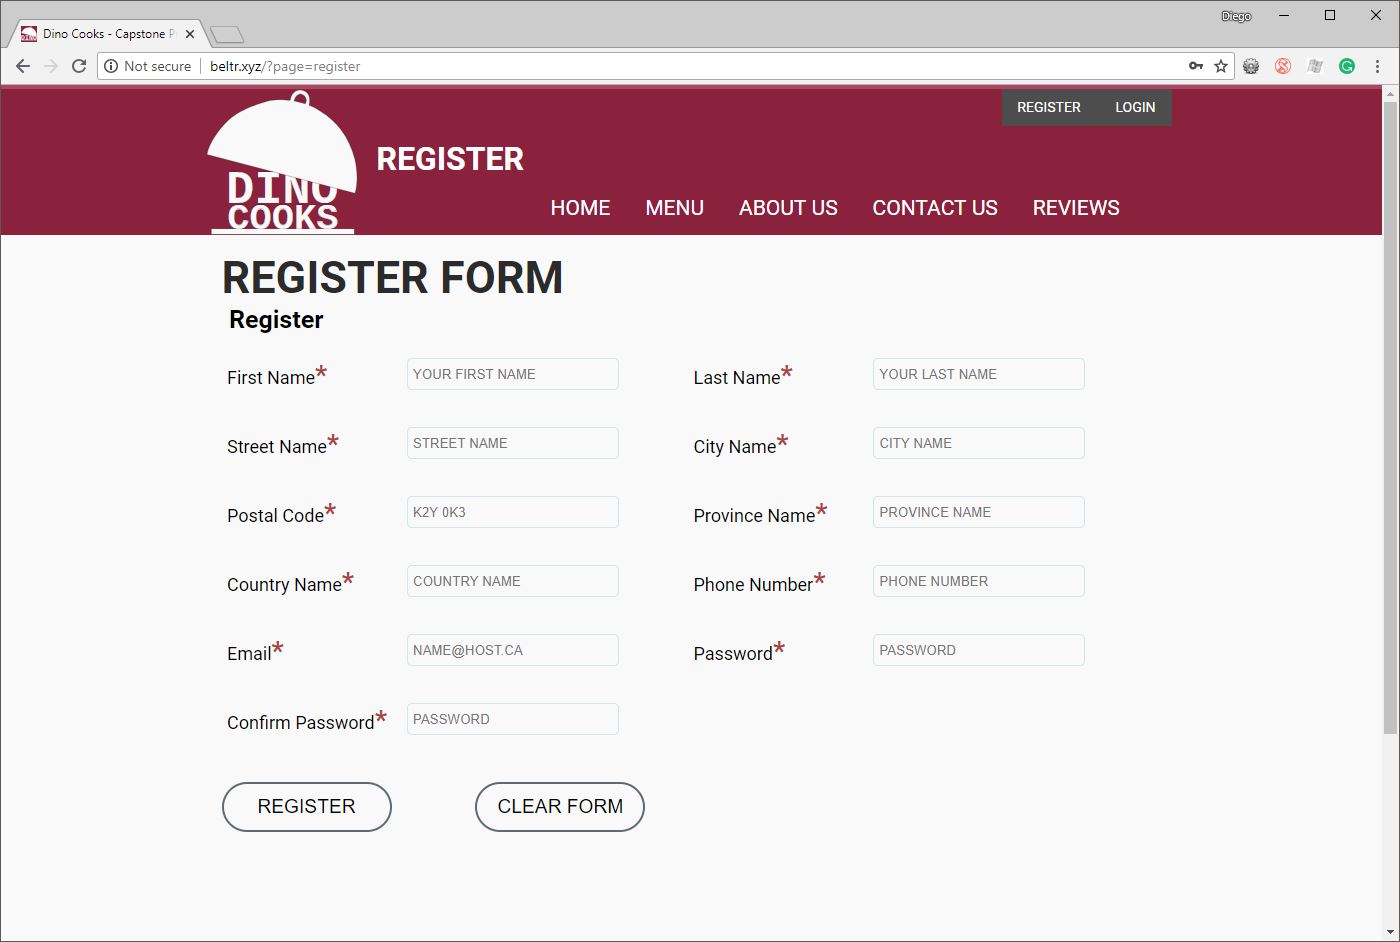 Diego
Dino Cooks - Capstone P
Not secure beltr.xyz/?page=register
REGISTER LOGIN
DINO
COOKS
REGISTER
HOME MENU ABOUT US CONTACT US REVIEWS
REGISTER FORM
Register
First Name* YOUR FIRST NAME Last Name* YOUR LAST NAME
Street Name* STREET NAME City Name* CITY NAME
Postal Code* K2Y 0K3 Province Name* PROVINCE NAME
Country Name* COUNTRY NAME Phone Number* PHONE NUMBER
Email* NAME@HOST.CA Password* PASSWORD
Confirm Password* PASSWORD
REGISTER CLEAR FORM